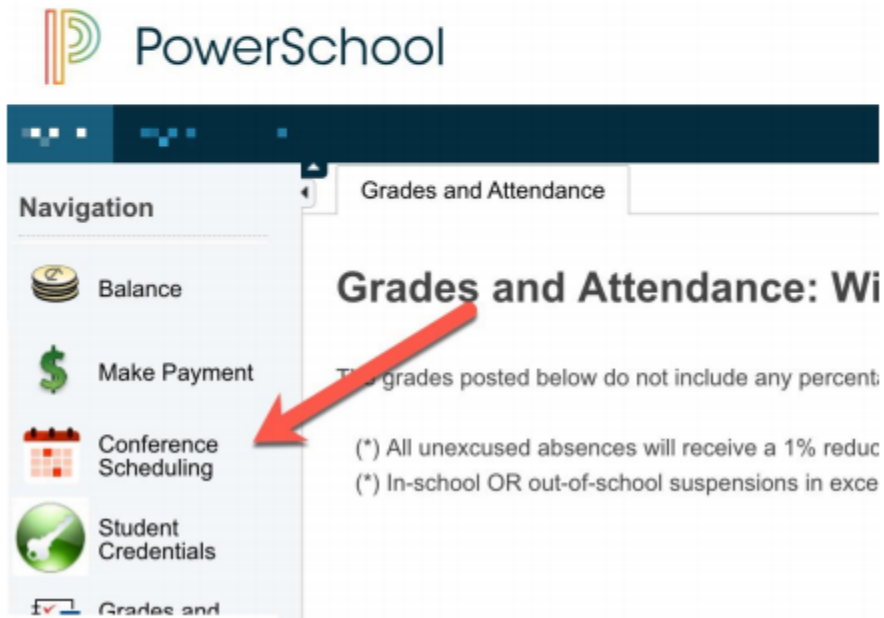 PowerSchool
Navigation
Balance
Make Payment
Conference
Scheduling
Student
Credentials
Grades and
Grades and Attendance
Grades and Attendance: Wi
grades posted below do not include any percent
(*) All unexcused absences will receive a 1% reduc
(*) In-school OR out-of-school suspensions in exce